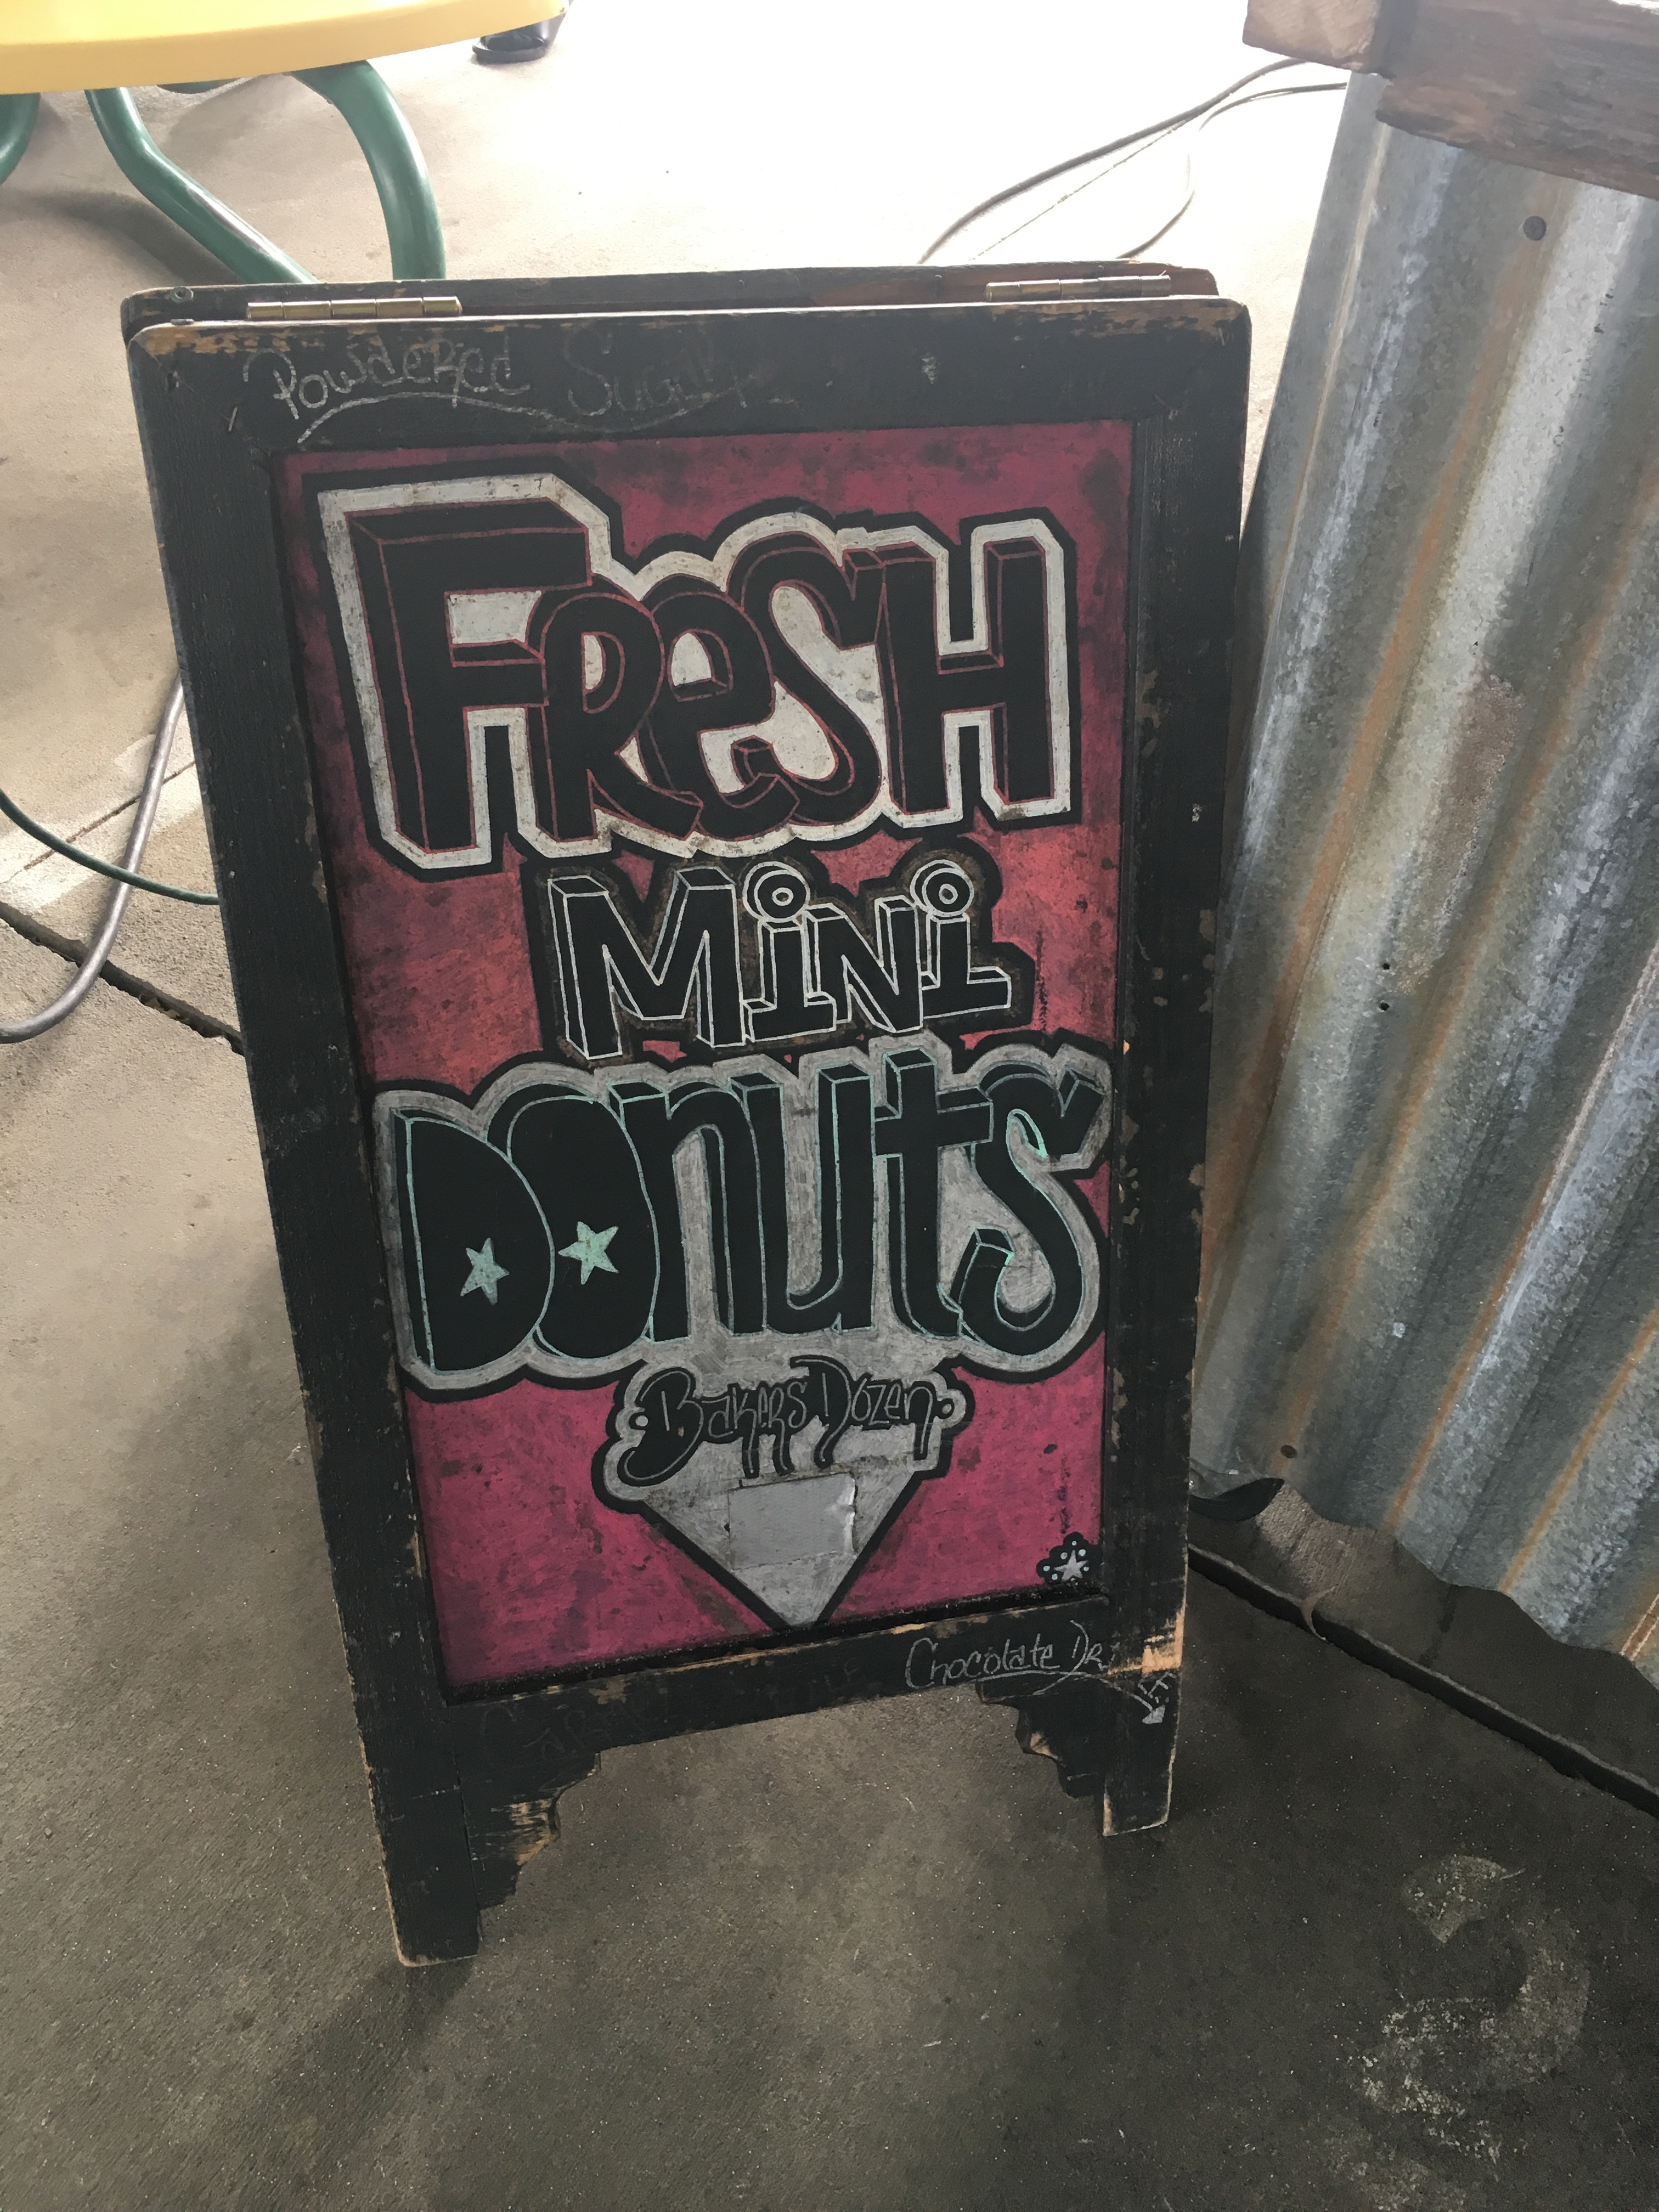 Powdered Sugar
FResH
MiNi
DOnuts
Bakers Dozen
Chocolate Dr